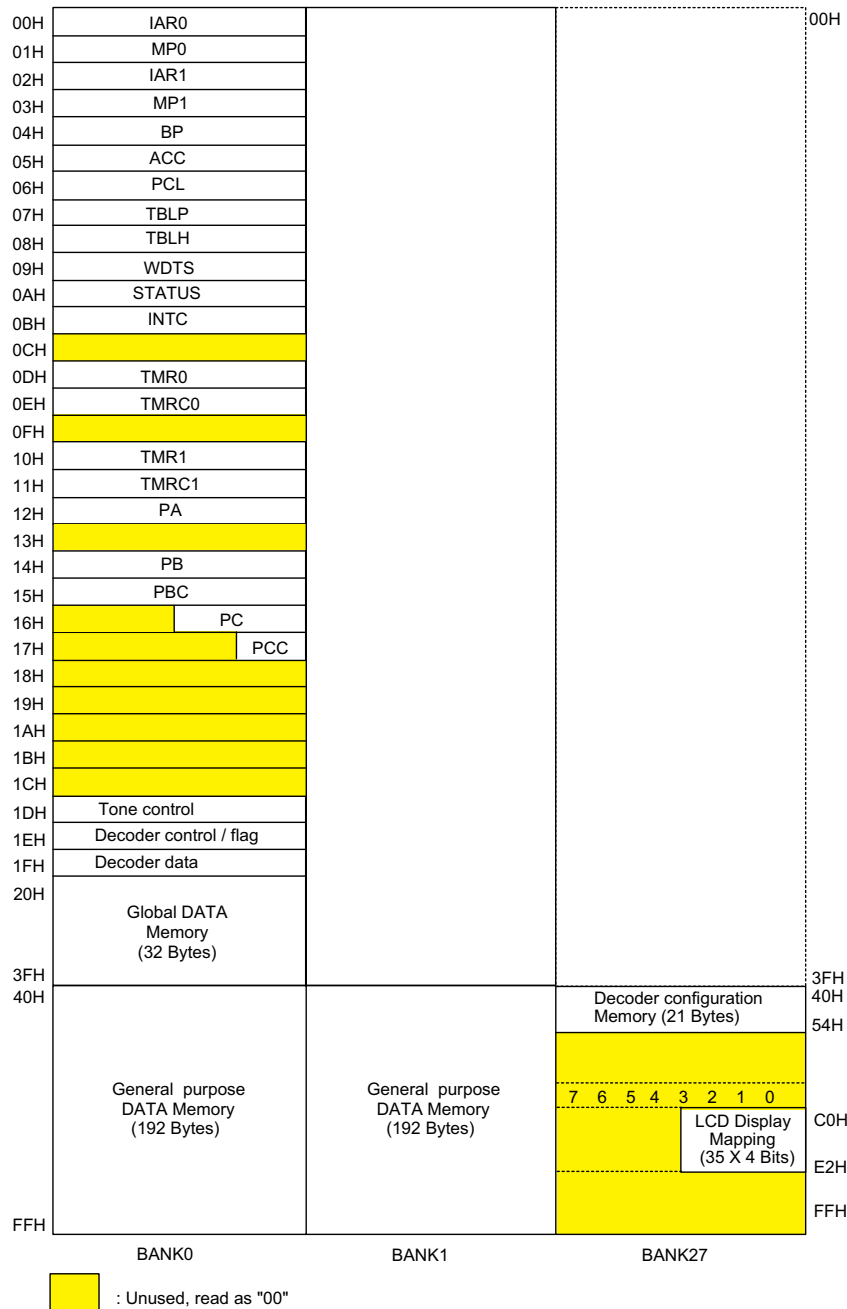 00H IAR0 00H
01H MP0
02H IAR1
03H MP1
04H BP
05H ACC
06H PCL
07H TBLP
08H TBLH
09H WDTS
0AH STATUS
0BH INTC
0CH
0DH TMR0
0EH TMRC0
0FH
10H TMR1
11H TMRC1
12H PA
13H
14H PB
15H PBC
16H PC
17H PCC
18H
19H
1AH
1BH
1CH
1DH Tone control
1EH Decoder control / flag
1FH Decoder data
20H
Global DATA
Memory
(32 Bytes)
3FH 3FH
40H Decoder configuration 40H
Memory (21 Bytes) 54H
General purpose General purpose 7 6 5 4 3 2 1 0
DATA Memory DATA Memory LCD Display C0H
(192 Bytes) (192 Bytes) Mapping
(35 X 4 Bits) E2H
FFH FFH
BANK0 BANK1 BANK27
: Unused, read as "00"